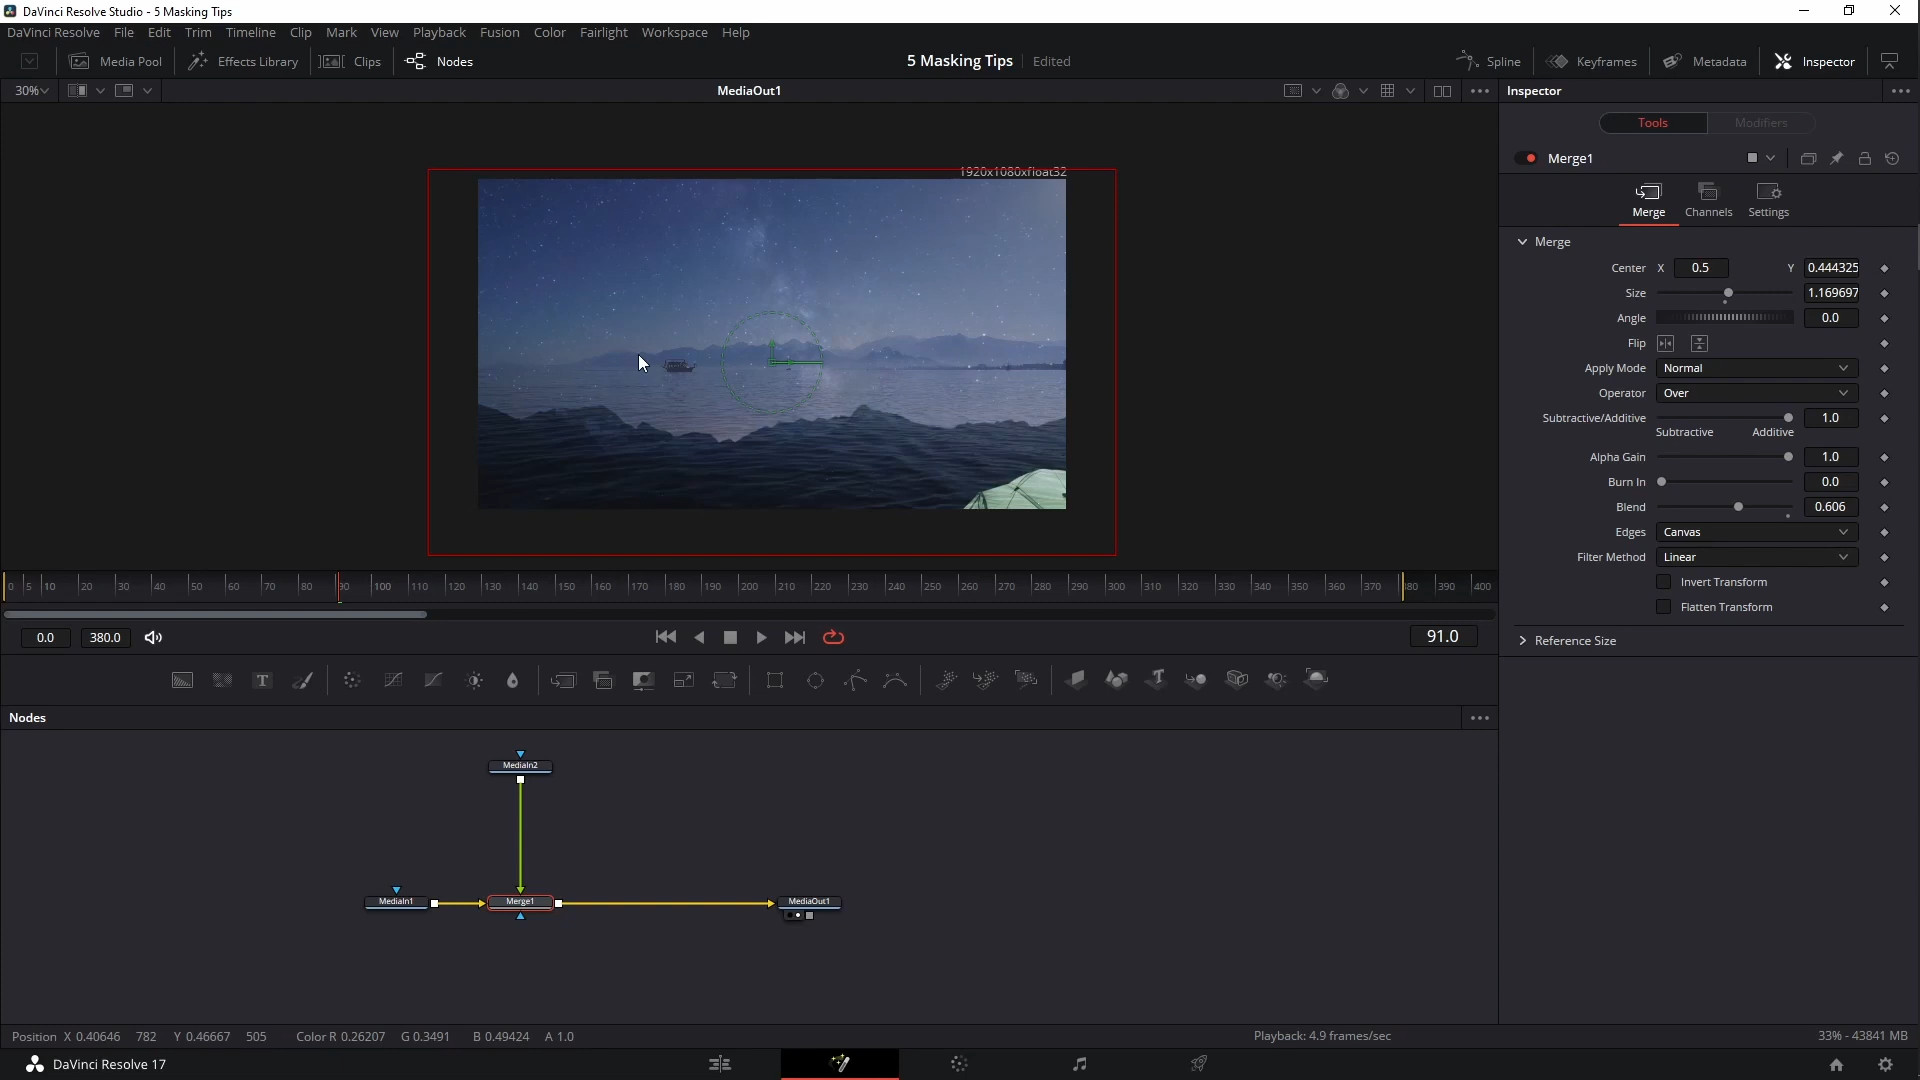 DaVinci Resolve Studio - 5 Masking Tips
DaVinci Resolve File Edit Trim Timeline Clip Mark View Playback Fusion Color Fairlight Workspace Help
Media Pool Effects Library Clips Nodes 5 Masking Tips Edited Spline Keyframes Metadata Inspector
30% MediaOut1 Inspector
Tools Modifiers
Merge1
1920x1080xfloat32
Merge Channels Settings
Merge
Center X 0.5 Y 0.444325
Size 1.169697
Angle 0.0
Flip
Apply Mode Normal
Operator Over
Subtractive/Additive 1.0
Subtractive Additive
Alpha Gain 1.0
Burn In 0.0
Blend 0.606
Edges Canvas
Filter Method Linear
Invert Transform
Flatten Transform
Reference Size
0 5 10 20 30 40 50 60 70 80 90 100 110 120 130 140 150 160 170 180 190 200 210 220 230 240 250 260 270 280 290 300 310 320 330 340 350 360 370 380 390 400
0.0 380.0 91.0
T T
Nodes
MediaIn2
MediaIn1 Merge1 MediaOut1
Position X 0.40646 782 Y 0.46667 505 Color R 0.26207 G 0.3491 B 0.49424 A 1.0 Playback: 4.9 frames/sec 33% - 43841 MB
DaVinci Resolve 17